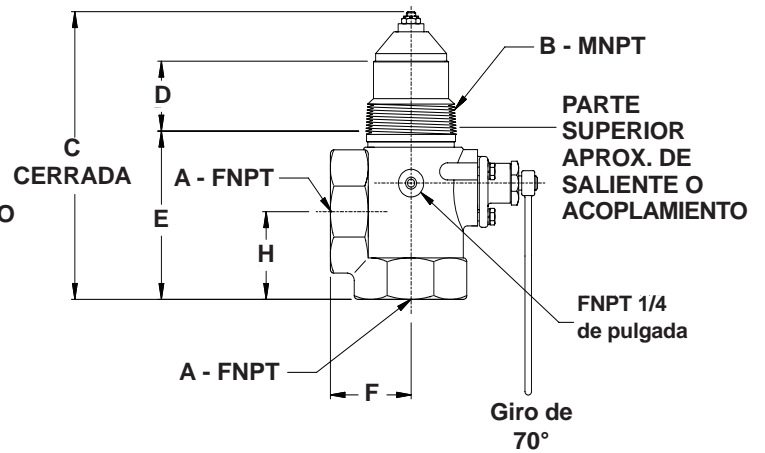 B - MNPT
D
PARTE
SUPERIOR
APROX. DE
SALIENTE O
ACOPLAMIENTO
C
CERRADA
A - FNPT
O
E
H
FNPT 1/4
de pulgada
A - FNPT
F
Giro de
70°